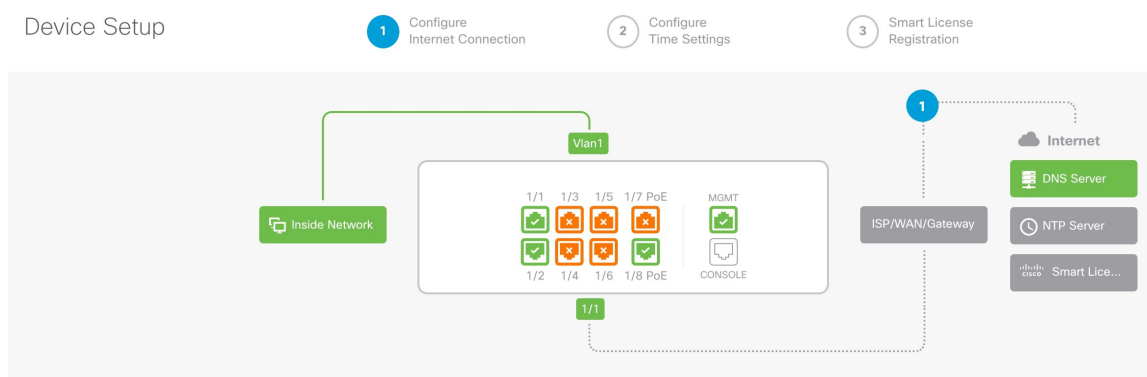 Device Setup
1
Configure
Internet Connection
2
Configure
Time Settings
3
Smart License
Registration
1
Internet
Vlan1
DNS Server
1/1 1/3 1/5 1/7 PoE MGMT
Inside Network
ISP/WAN/Gateway
NTP Server
1/2 1/4 1/6 1/8 PoE CONSOLE
cisco Smart Lice...
1/1